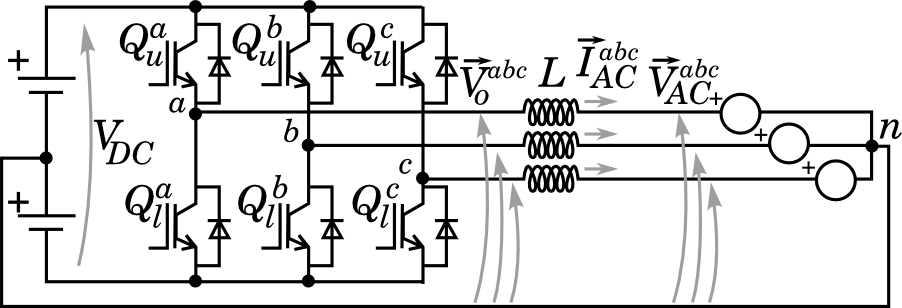 +
+
V_DC
Q_u^a
Q_u^b
Q_u^c
a
b
c
Q_l^a
Q_l^b
Q_l^c
V_o^abc
L
I_AC^abc
V_AC^abc
+
+
+
n